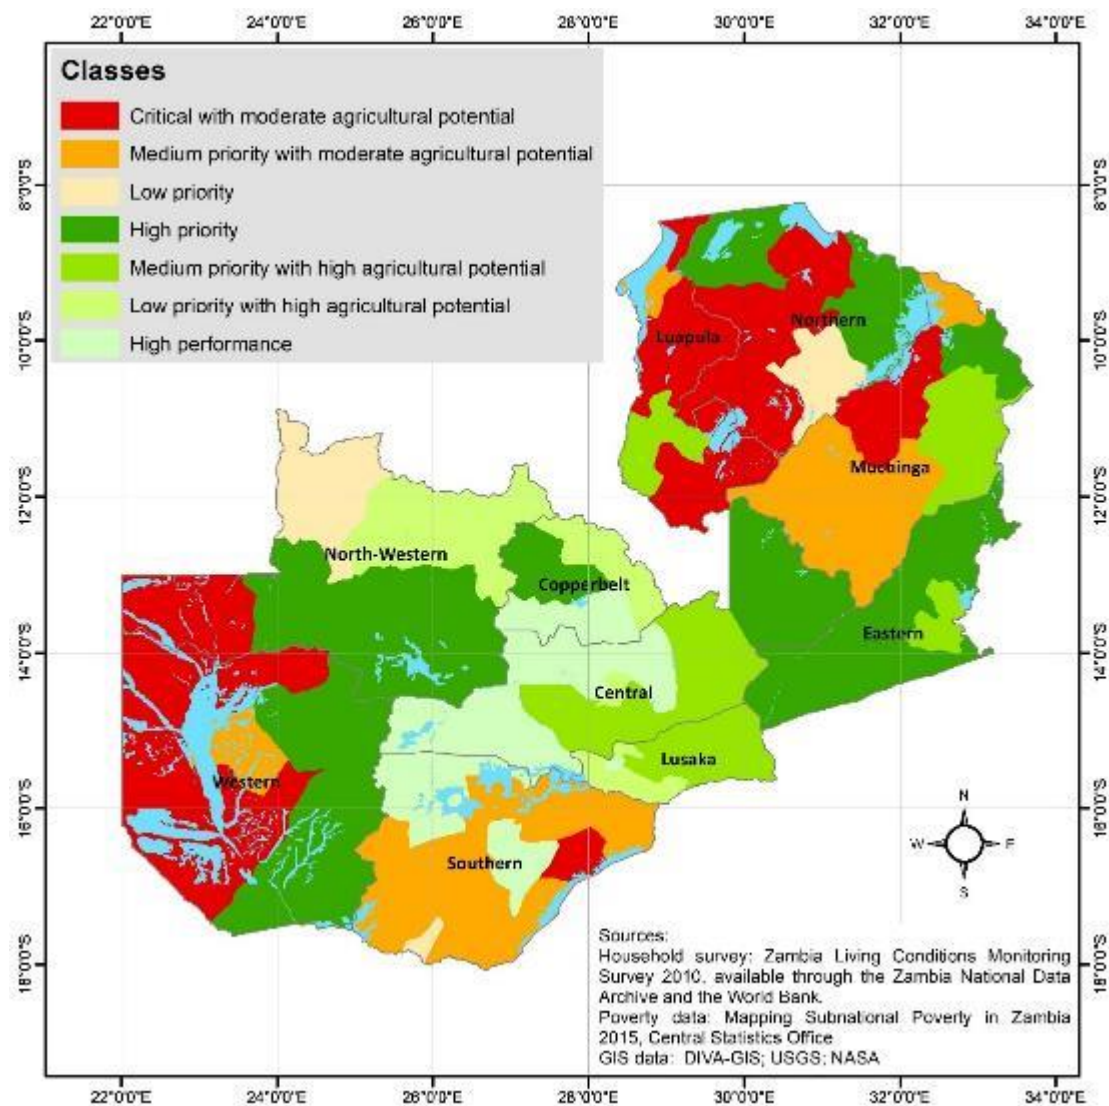 22°0'0"E 24°0'0"E 26°0'0"E 28°0'0"E 30°0'0"E 32°0'0"E 34°0'0"E
Classes
Critical with moderate agricultural potential
Medium priority with moderate agricultural potential
Low priority
High priority
Medium priority with high agricultural potential
Low priority with high agricultural potential
High performance
8°0'0"S 8°0'0"S
10°0'0"S 10°0'0"S
12°0'0"S 12°0'0"S
14°0'0"S 14°0'0"S
16°0'0"S 16°0'0"S
18°0'0"S 18°0'0"S
Northern
Luapula
Muchinga
North-Western
Copperbelt
Eastern
Central
Lusaka
Western
Southern
N
W E
S
Sources:
Household survey: Zambia Living Conditions Monitoring
Survey 2010, available through the Zambia National Data
Archive and the World Bank.
Poverty data: Mapping Subnational Poverty in Zambia
2015, Central Statistics Office
GIS data: DIVA-GIS; USGS; NASA
22°0'0"E 24°0'0"E 26°0'0"E 28°0'0"E 30°0'0"E 32°0'0"E 34°0'0"E